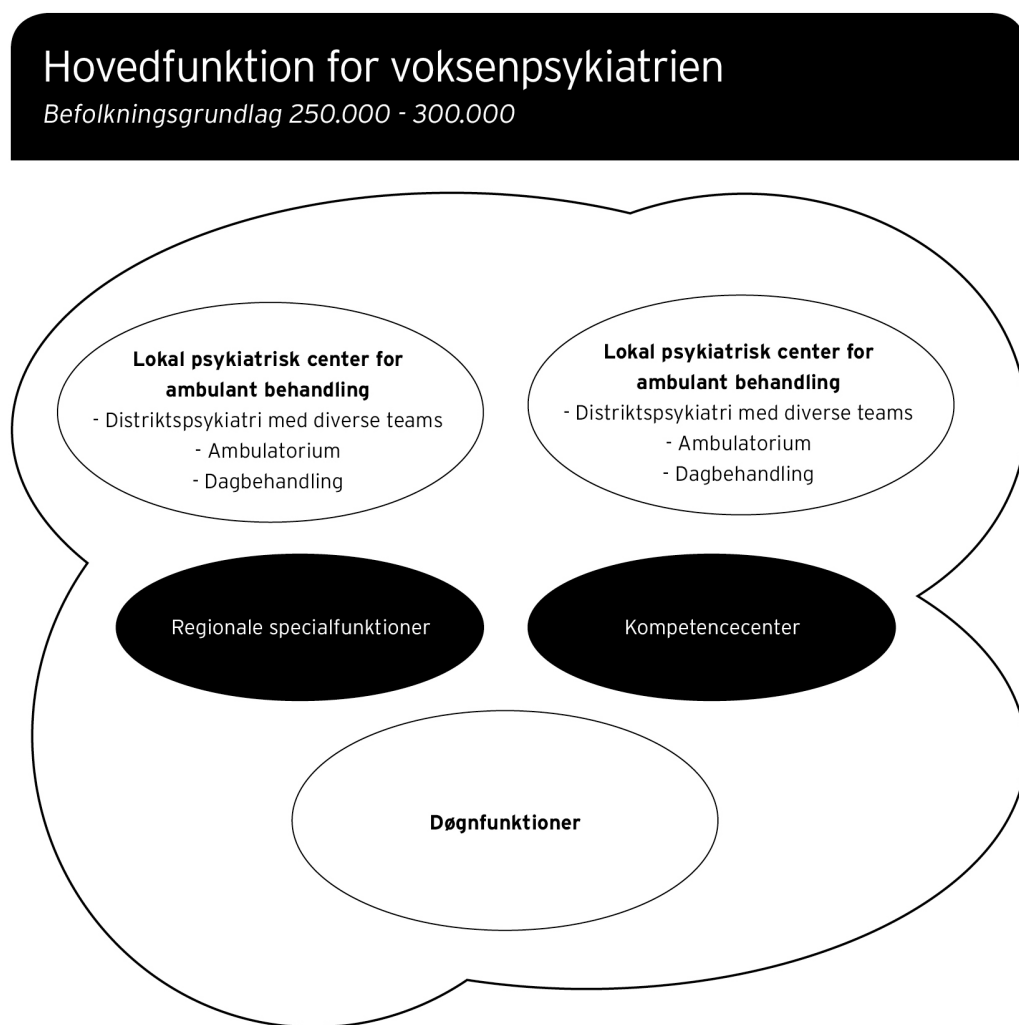 Hovedfunktion for voksenpsykiatrien
Befolkningsgrundlag 250.000 - 300.000
Lokal psykiatrisk center for
ambulant behandling
- Distriktspsykiatri med diverse teams
- Ambulatorium
- Dagbehandling
Lokal psykiatrisk center for
ambulant behandling
- Distriktspsykiatri med diverse teams
- Ambulatorium
- Dagbehandling
Regionale specialfunktioner
Kompetencecenter
Døgnfunktioner